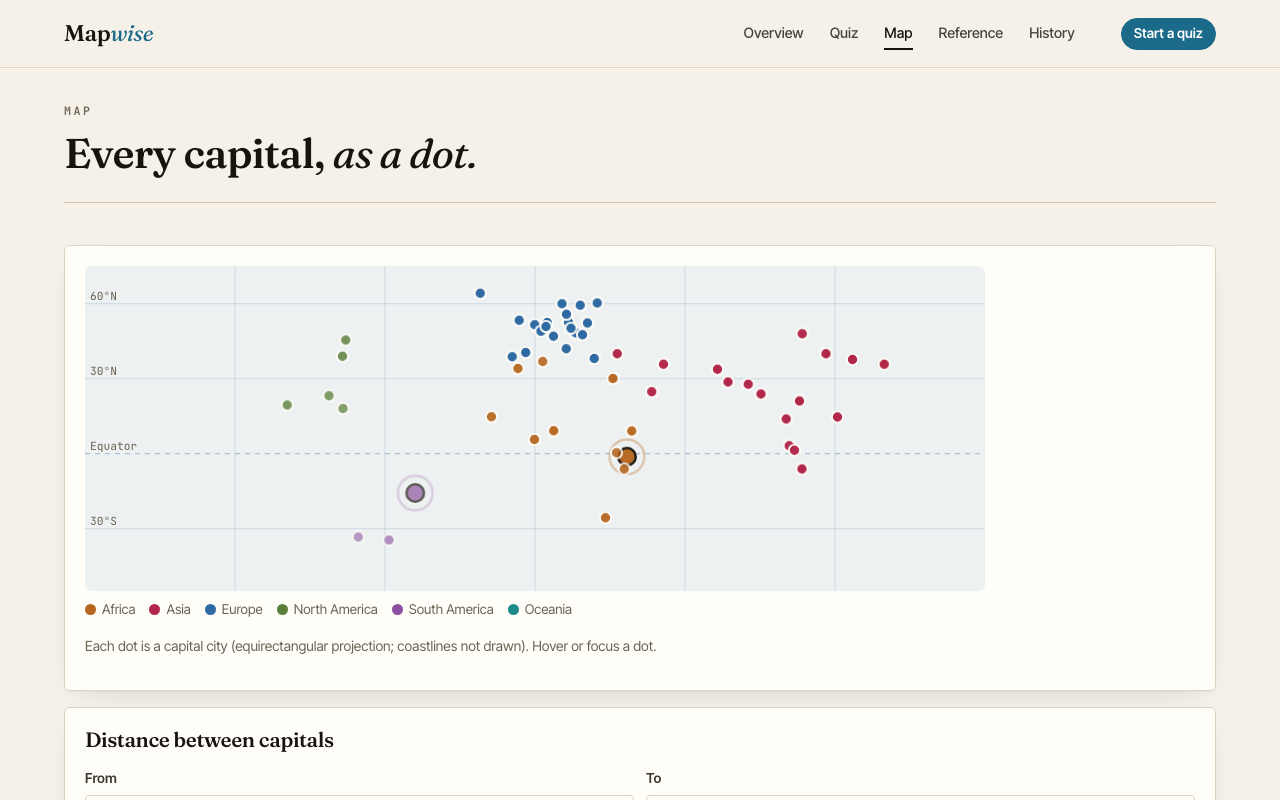 Mapwise
Overview Quiz Map Reference History Start a quiz
MAP
Every capital, as a dot.
60°N
30°N
Equator
30°S
Africa Asia Europe North America South America Oceania
Each dot is a capital city (equirectangular projection; coastlines not drawn). Hover or focus a dot.
Distance between capitals
From To